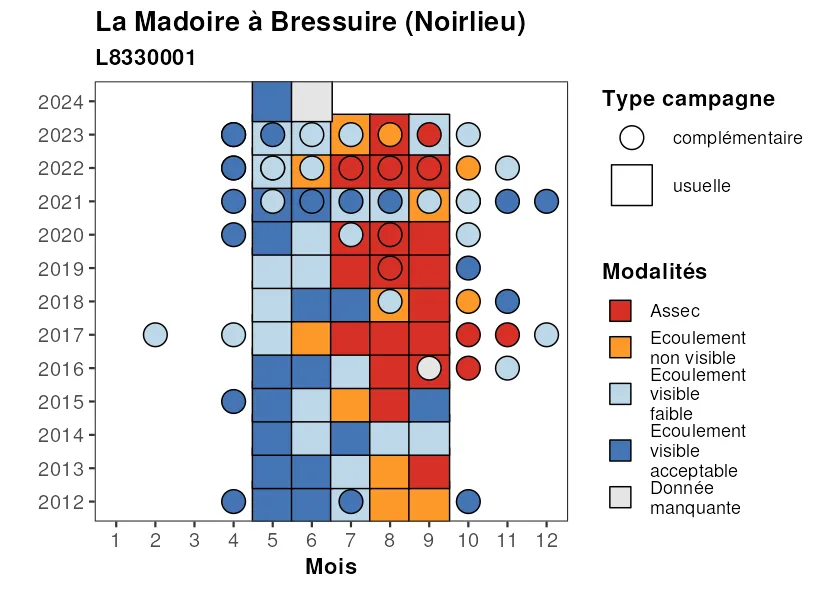 La Madoire à Bressuire (Noirlieu)
L8330001
2024
2023
2022
2021
2020
2019
2018
2017
2016
2015
2014
2013
2012
1 2 3 4 5 6 7 8 9 10 11 12
Mois
Type campagne
complémentaire
usuelle
Modalités
Assec
Ecoulement
non visible
Ecoulement
visible
faible
Ecoulement
visible
acceptable
Donnée
manquante